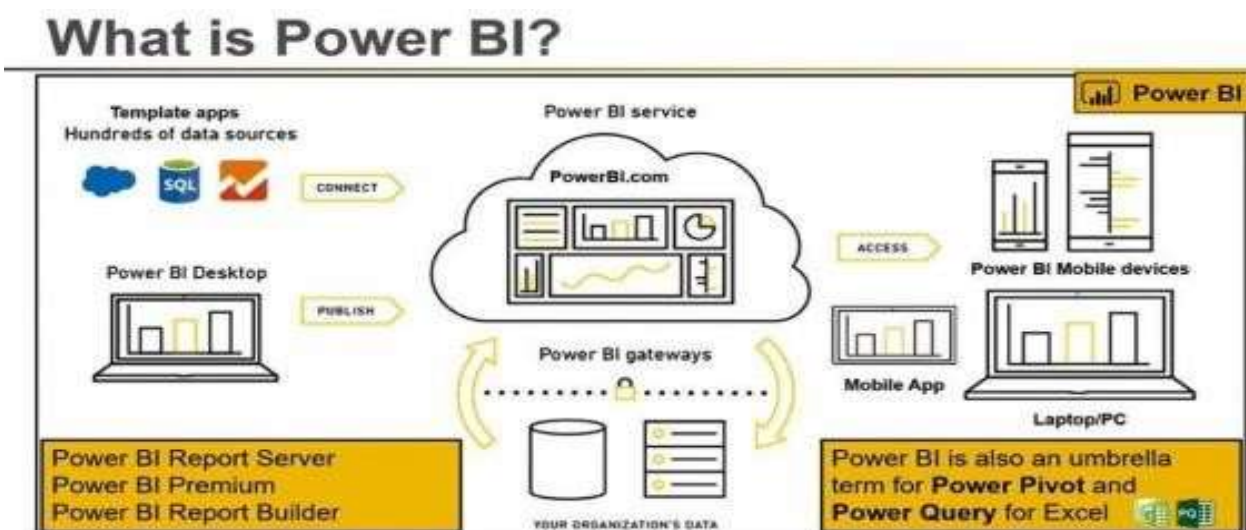 What is Power BI?
Power BI
Template apps
Hundreds of data sources
SQL
CONNECT
Power BI Desktop
PUBLISH
Power BI service
PowerBI.com
ACCESS
Power BI Mobile devices
Mobile App
Laptop/PC
Power BI gateways
YOUR ORGANIZATION'S DATA
Power BI Report Server
Power BI Premium
Power BI Report Builder
Power BI is also an umbrella
term for Power Pivot and
Power Query for Excel
PQ